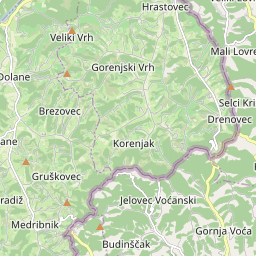 Hrastovec
Veliki Vrh
Mali Lovre
Gorenjski Vrh
Dolane
Selci Kri
Brezovec
Drenovec
ane
Korenjak
Gruškovec
radiž
Jelovec Voćanski
Medribnik
Gornja Voća
Budinščak